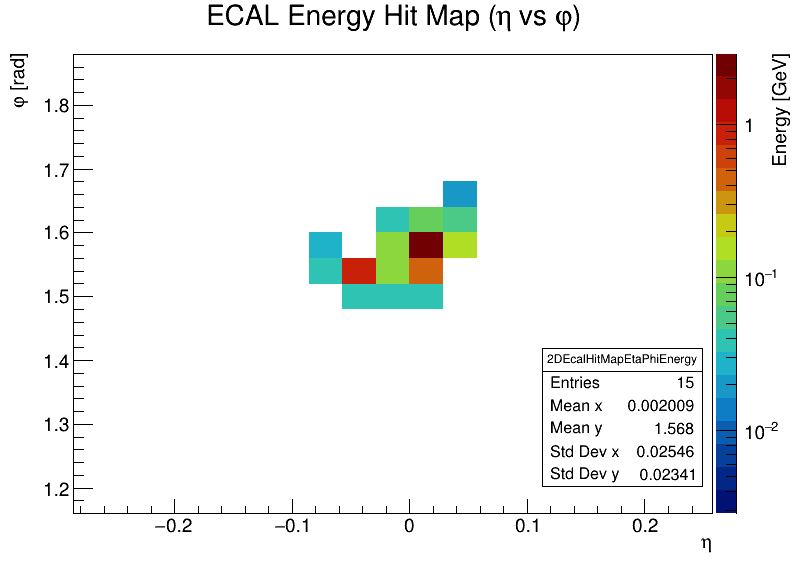 ECAL Energy Hit Map (η vs φ)
φ [rad]
1.8
1.7
1.6
1.5
1.4
1.3
1.2
−0.2
−0.1
0
0.1
0.2
η
Energy [GeV]
1
10⁻¹
10⁻²
2DEcalHitMapEtaPhiEnergy
Entries 15
Mean x 0.002009
Mean y 1.568
Std Dev x 0.02546
Std Dev y 0.02341